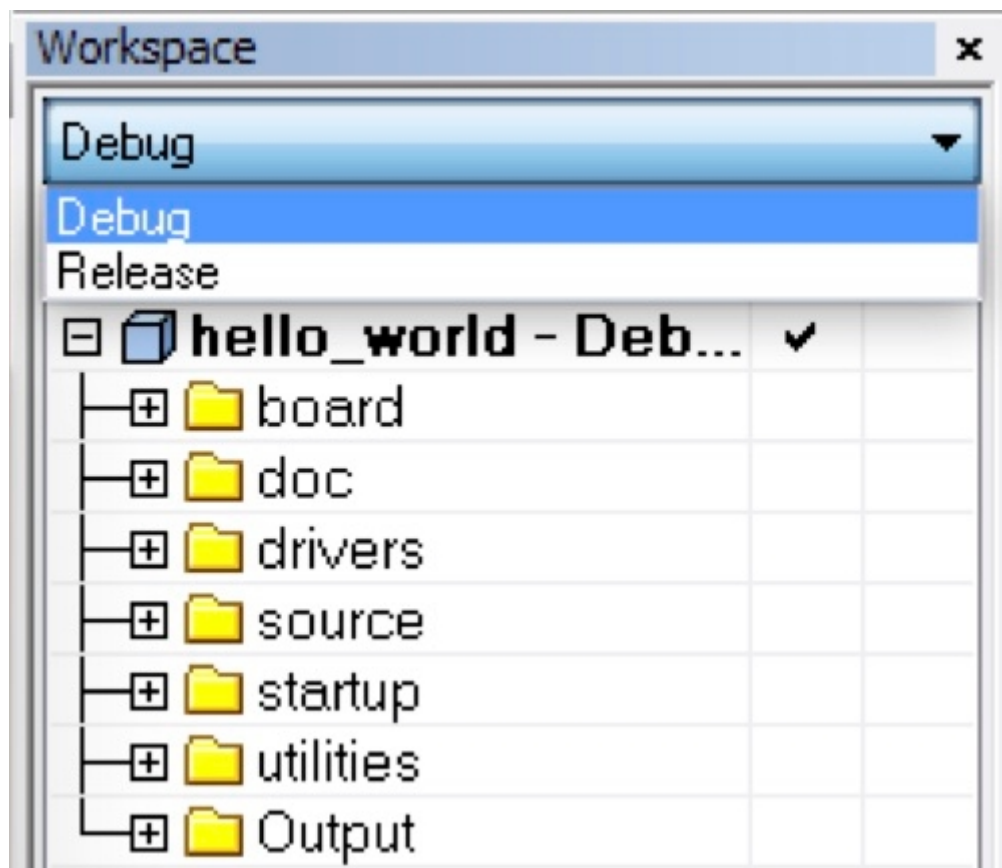 Workspace
Debug
Debug
Release
hello_world - Deb...
board
doc
drivers
source
startup
utilities
Output